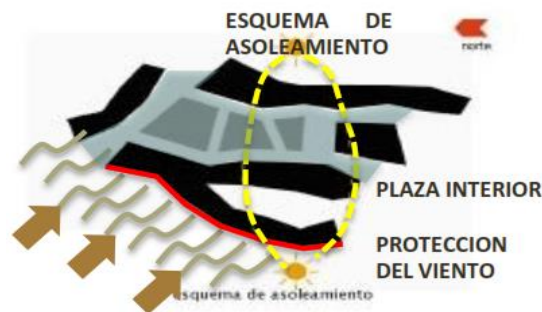 ESQUEMA DE
ASOLEAMIENTO
norte
PLAZA INTERIOR
PROTECCION
DEL VIENTO
esquema de asoleamiento